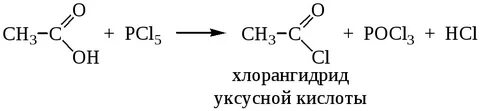 CH₃—C(=O)OH + PCl₅ ⟶ CH₃—C(=O)Cl + POCl₃ + HCl
хлорангидрид
уксусной кислоты